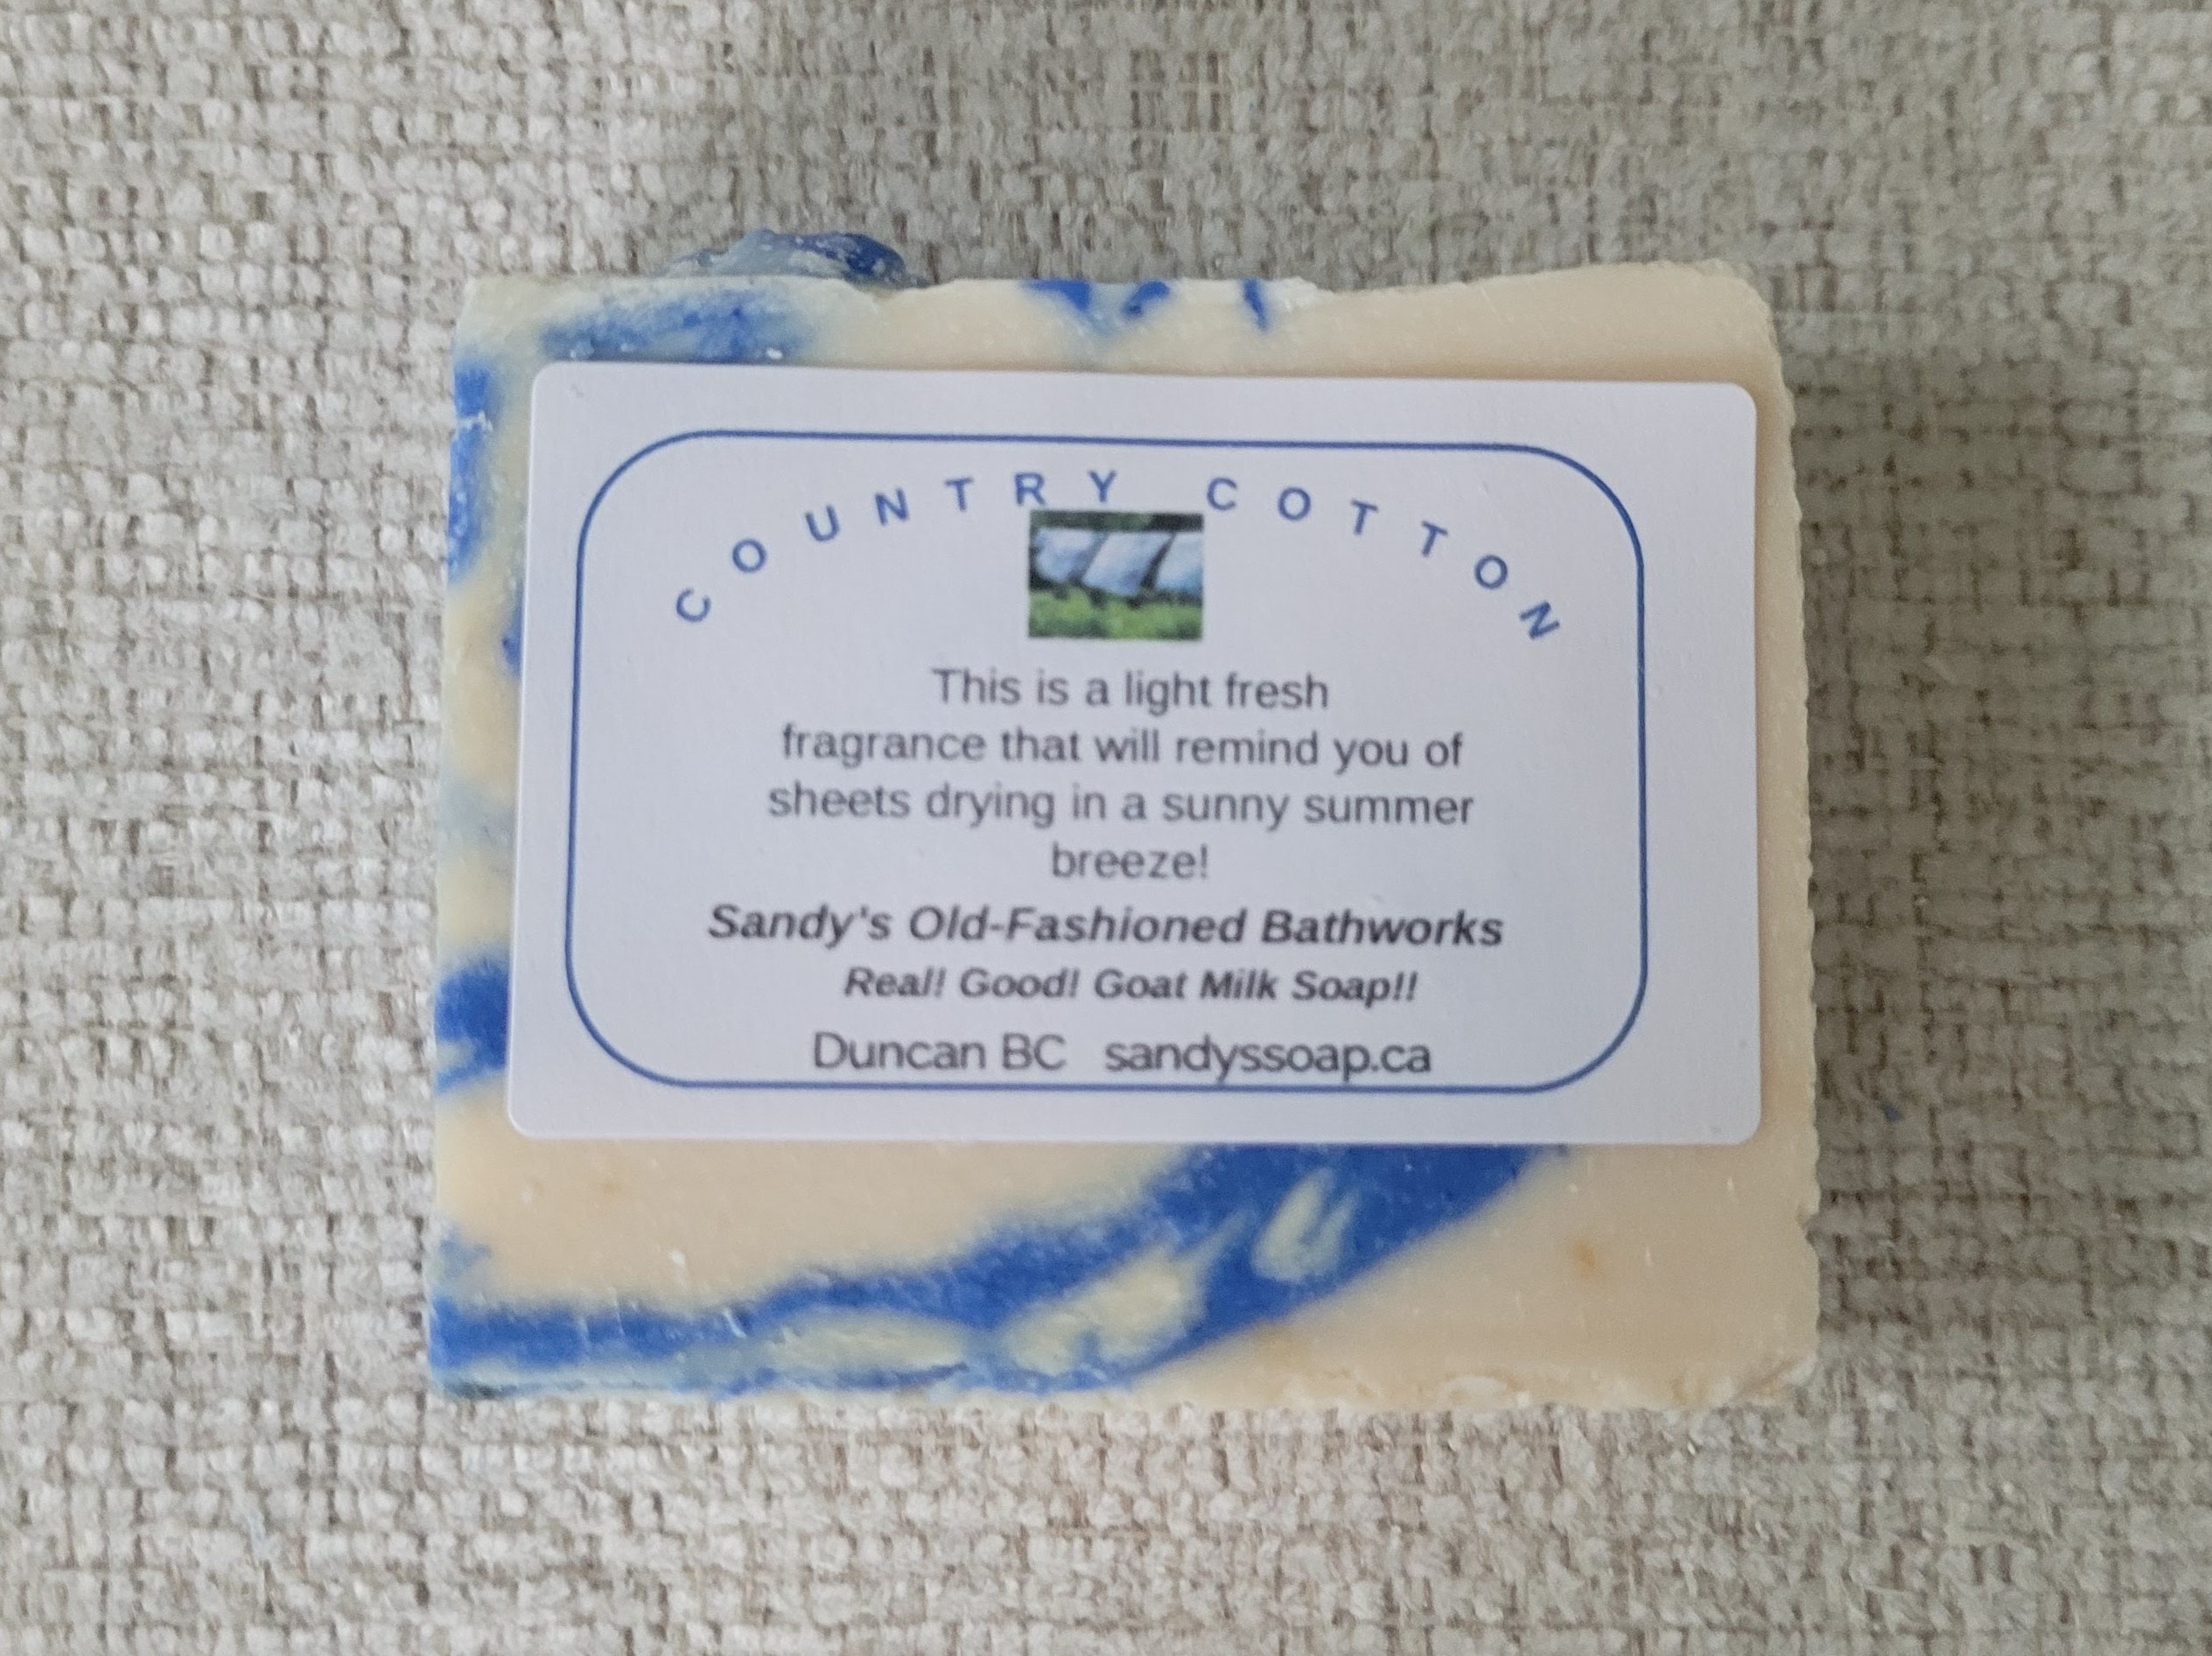 COUNTRY COTTON
This is a light fresh
fragrance that will remind you of
sheets drying in a sunny summer
breeze!
Sandy's Old-Fashioned Bathworks
Real! Good! Goat Milk Soap!!
Duncan BC sandyssoap.ca